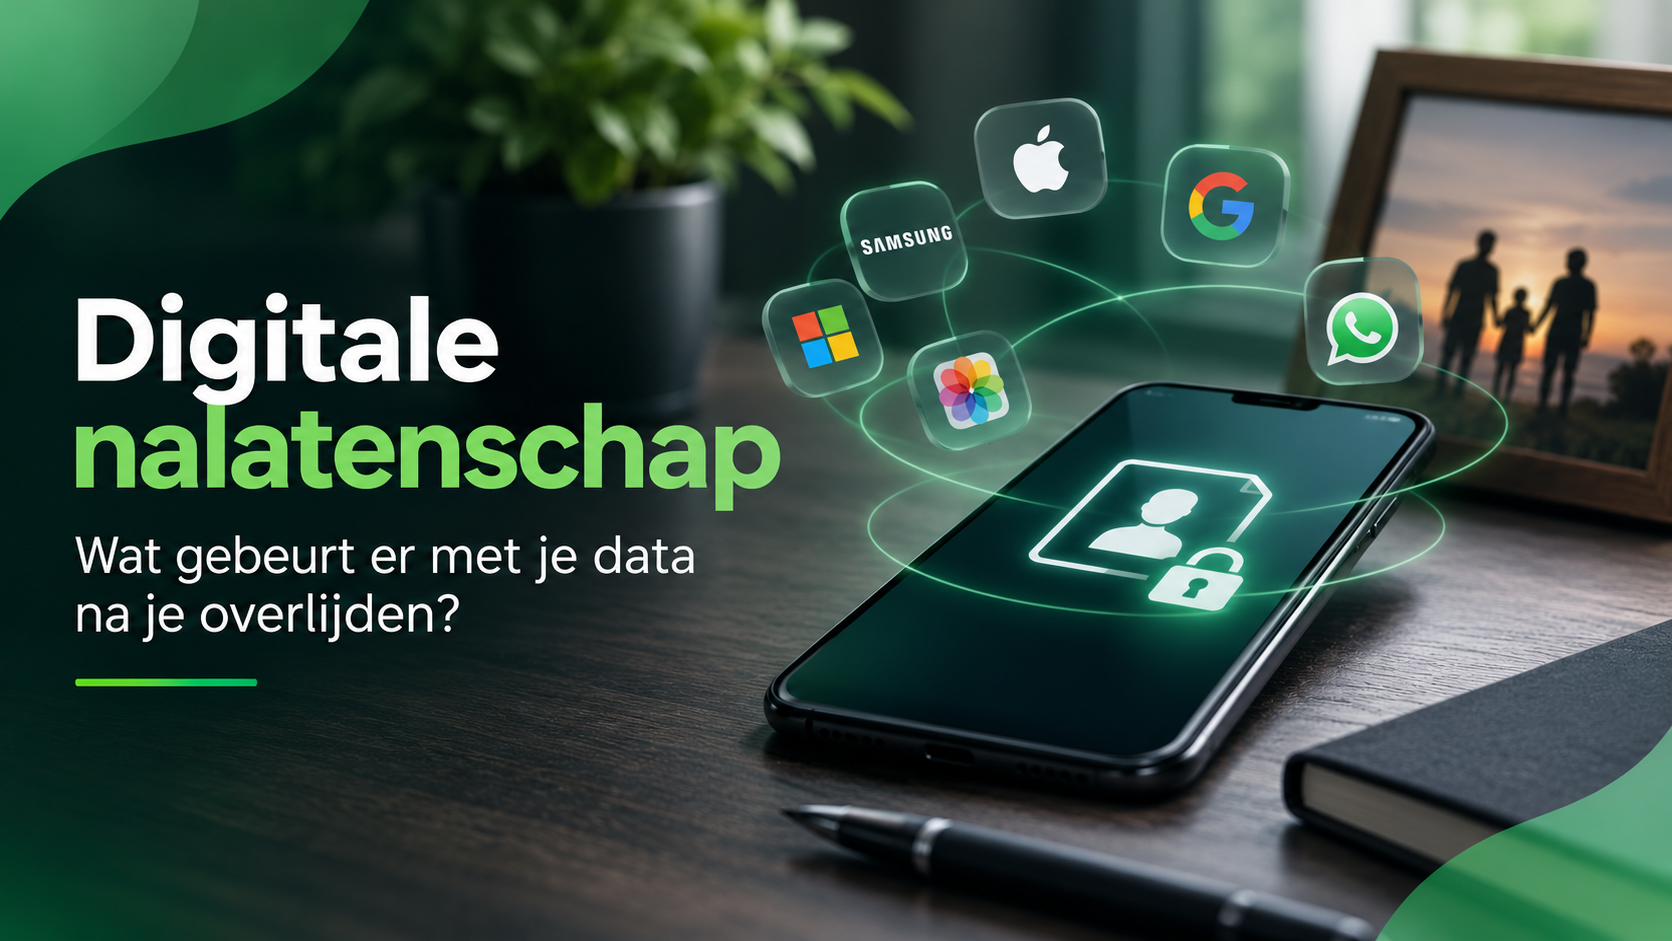 Digitale
nalatenschap
Wat gebeurt er met je data
na je overlijden?
SAMSUNG